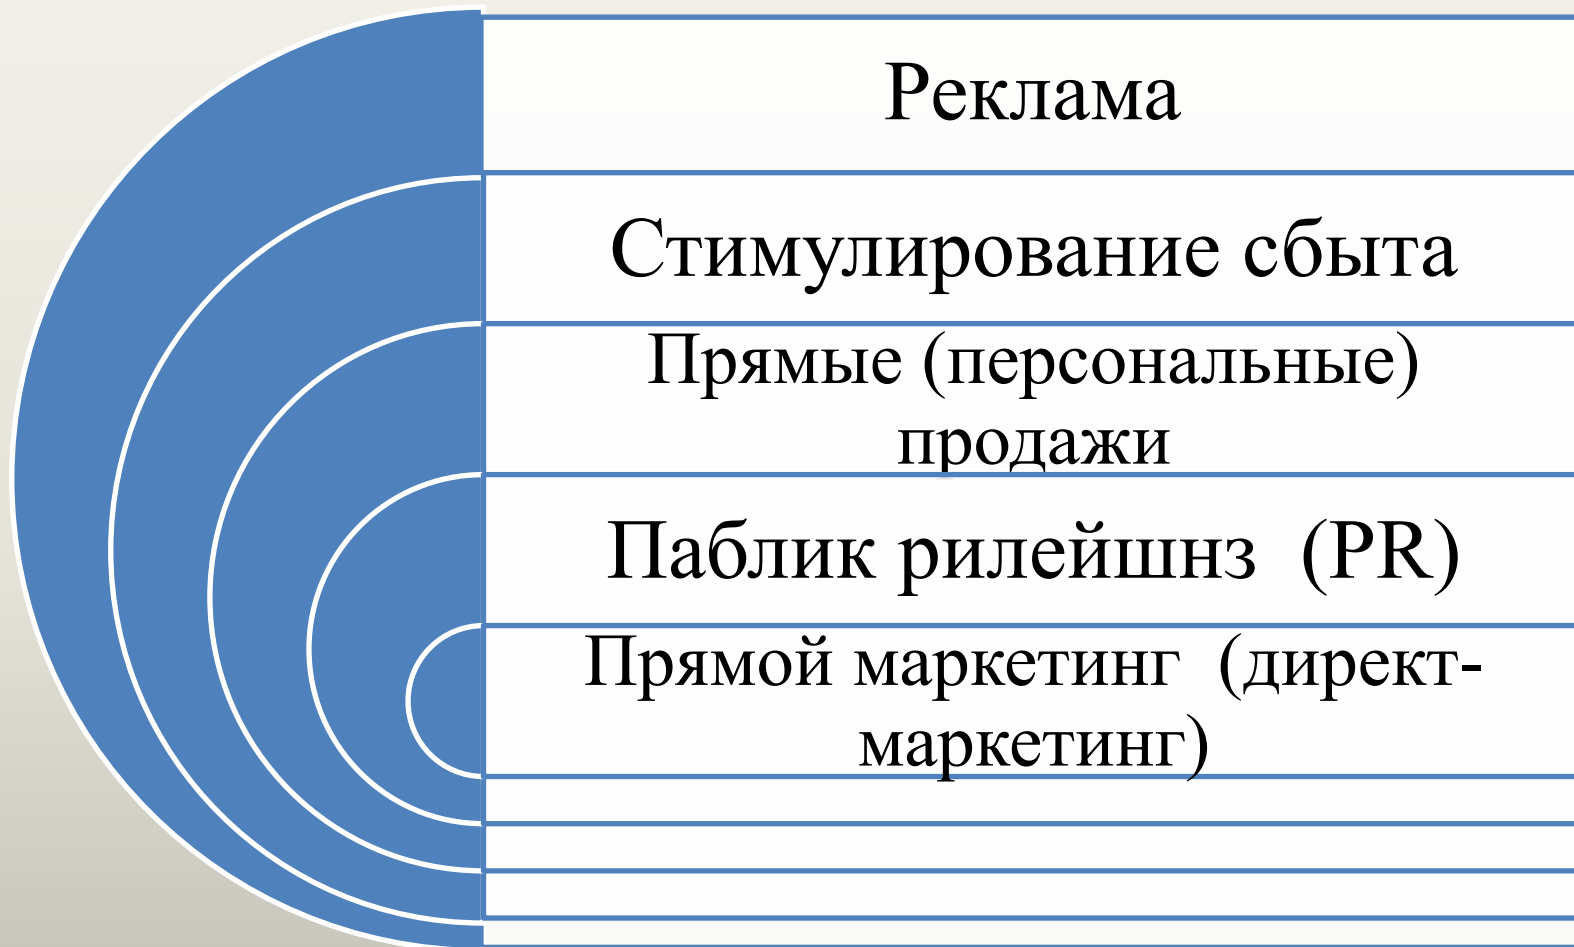 Реклама
Стимулирование сбыта
Прямые (персональные)
продажи
Паблик рилейшнз  (PR)
Прямой маркетинг  (директ-
маркетинг)